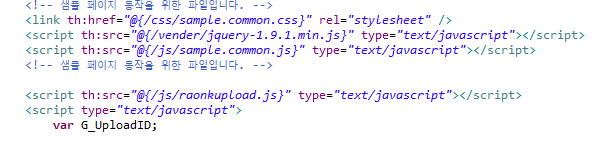 <!-- 샘플 페이지 동작을 위한 파일입니다. -->
<link th:href="@{/css/sample.common.css}" rel="stylesheet" />
<script th:src="@{/vender/jquery-1.9.1.min.js}" type="text/javascript"></script>
<script th:src="@{/js/sample.common.js}" type="text/javascript"></script>
<!-- 샘플 페이지 동작을 위한 파일입니다. -->
<script th:src="@{/js/raonkupload.js}" type="text/javascript"></script>
<script type="text/javascript">
var G_UploadID;